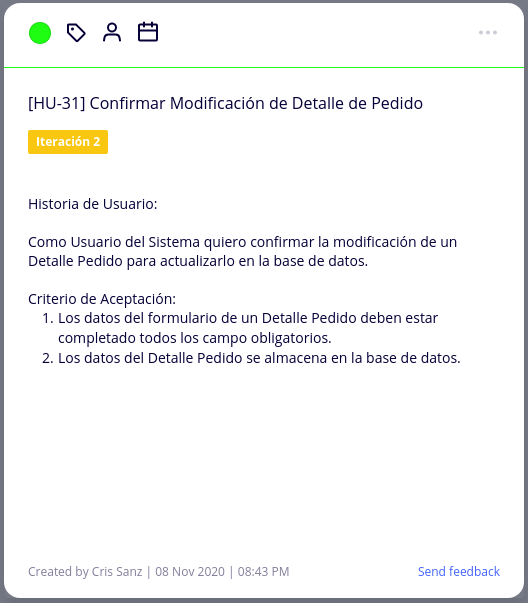 [HU-31] Confirmar Modificación de Detalle de Pedido
Iteración 2
Historia de Usuario:
Como Usuario del Sistema quiero confirmar la modificación de un
Detalle Pedido para actualizarlo en la base de datos.
Criterio de Aceptación:
1. Los datos del formulario de un Detalle Pedido deben estar
completado todos los campo obligatorios.
2. Los datos del Detalle Pedido se almacena en la base de datos.
Created by Cris Sanz | 08 Nov 2020 | 08:43 PM
Send feedback